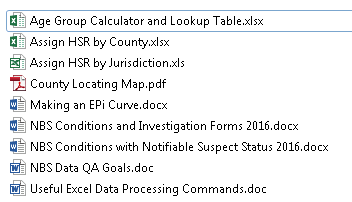 Age Group Calculator and Lookup Table.xlsx
Assign HSR by County.xlsx
Assign HSR by Jurisdiction.xls
County Locating Map.pdf
Making an EPi Curve.docx
NBS Conditions and Investigation Forms 2016.docx
NBS Conditions with Notifiable Suspect Status 2016.docx
NBS Data QA Goals.doc
Useful Excel Data Processing Commands.doc